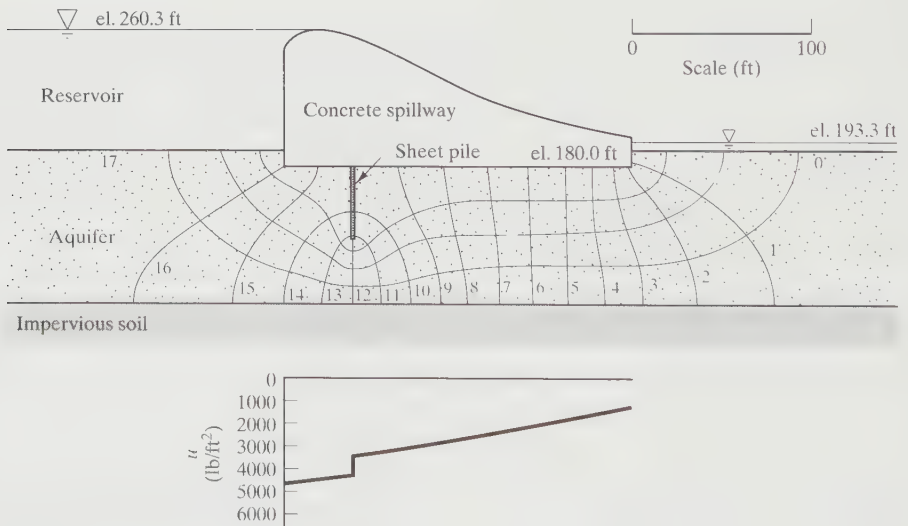 el. 260.3 ft
0 100
Scale (ft)
Reservoir
Concrete spillway
el. 193.3 ft
Sheet pile
el. 180.0 ft
17
0
Aquifer
16
15
14
13
12
11
10
9
8
7
6
5
4
3
2
1
Impervious soil
0
1000
2000
3000
4000
5000
6000
u
(lb/ft²)